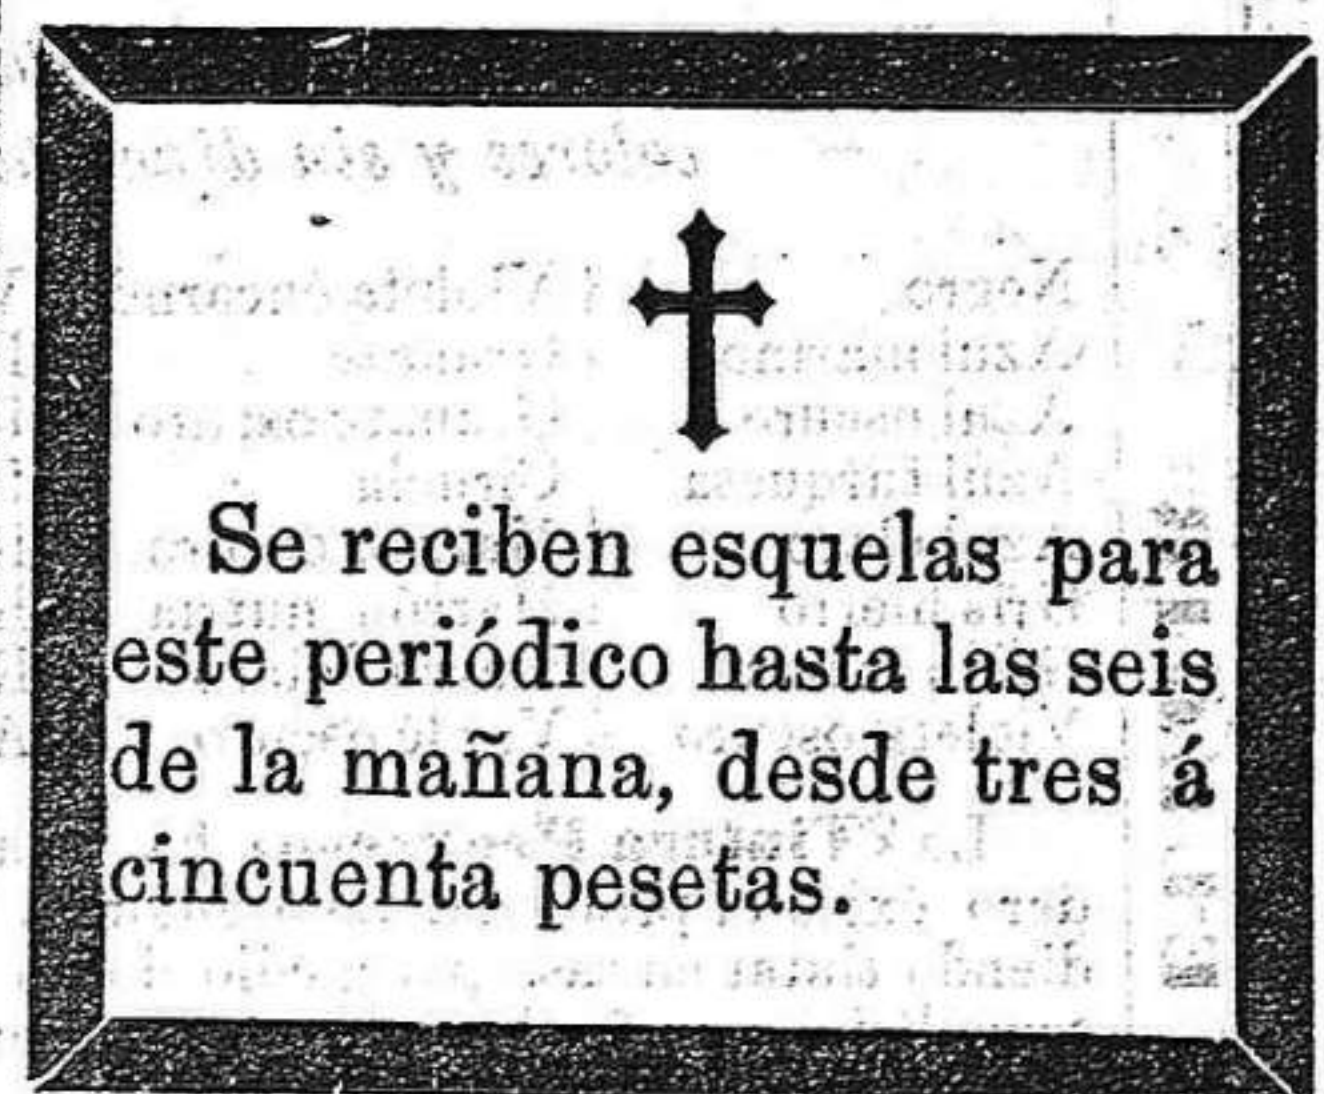 Se reciben esquelas para
este periódico hasta las seis
de la mañana, desde tres á
cincuenta pesetas.